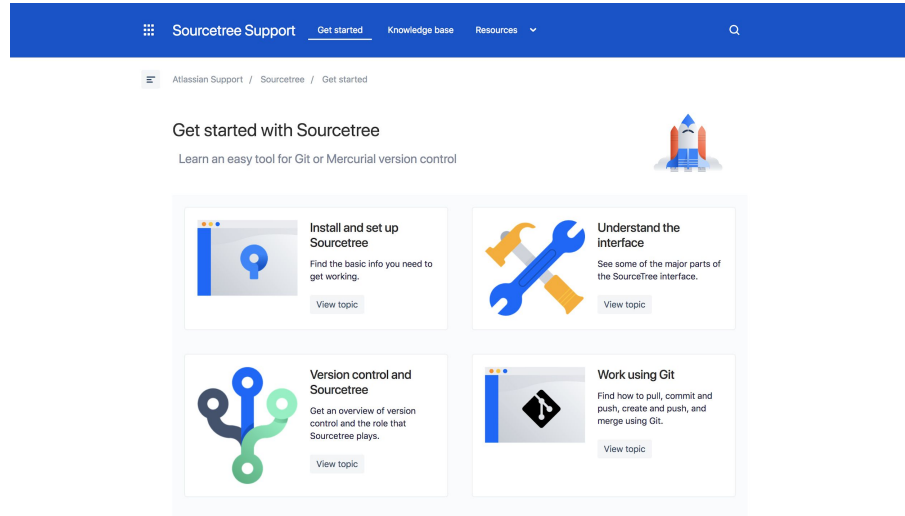 Sourcetree Support Get started Knowledge base Resources
Atlassian Support / Sourcetree / Get started
Get started with Sourcetree
Learn an easy tool for Git or Mercurial version control
Install and set up
Sourcetree
Find the basic info you need to
get working.
View topic
Understand the
interface
See some of the major parts of
the SourceTree interface.
View topic
Version control and
Sourcetree
Get an overview of version
control and the role that
Sourcetree plays.
View topic
Work using Git
Find how to pull, commit and
push, create and push, and
merge using Git.
View topic